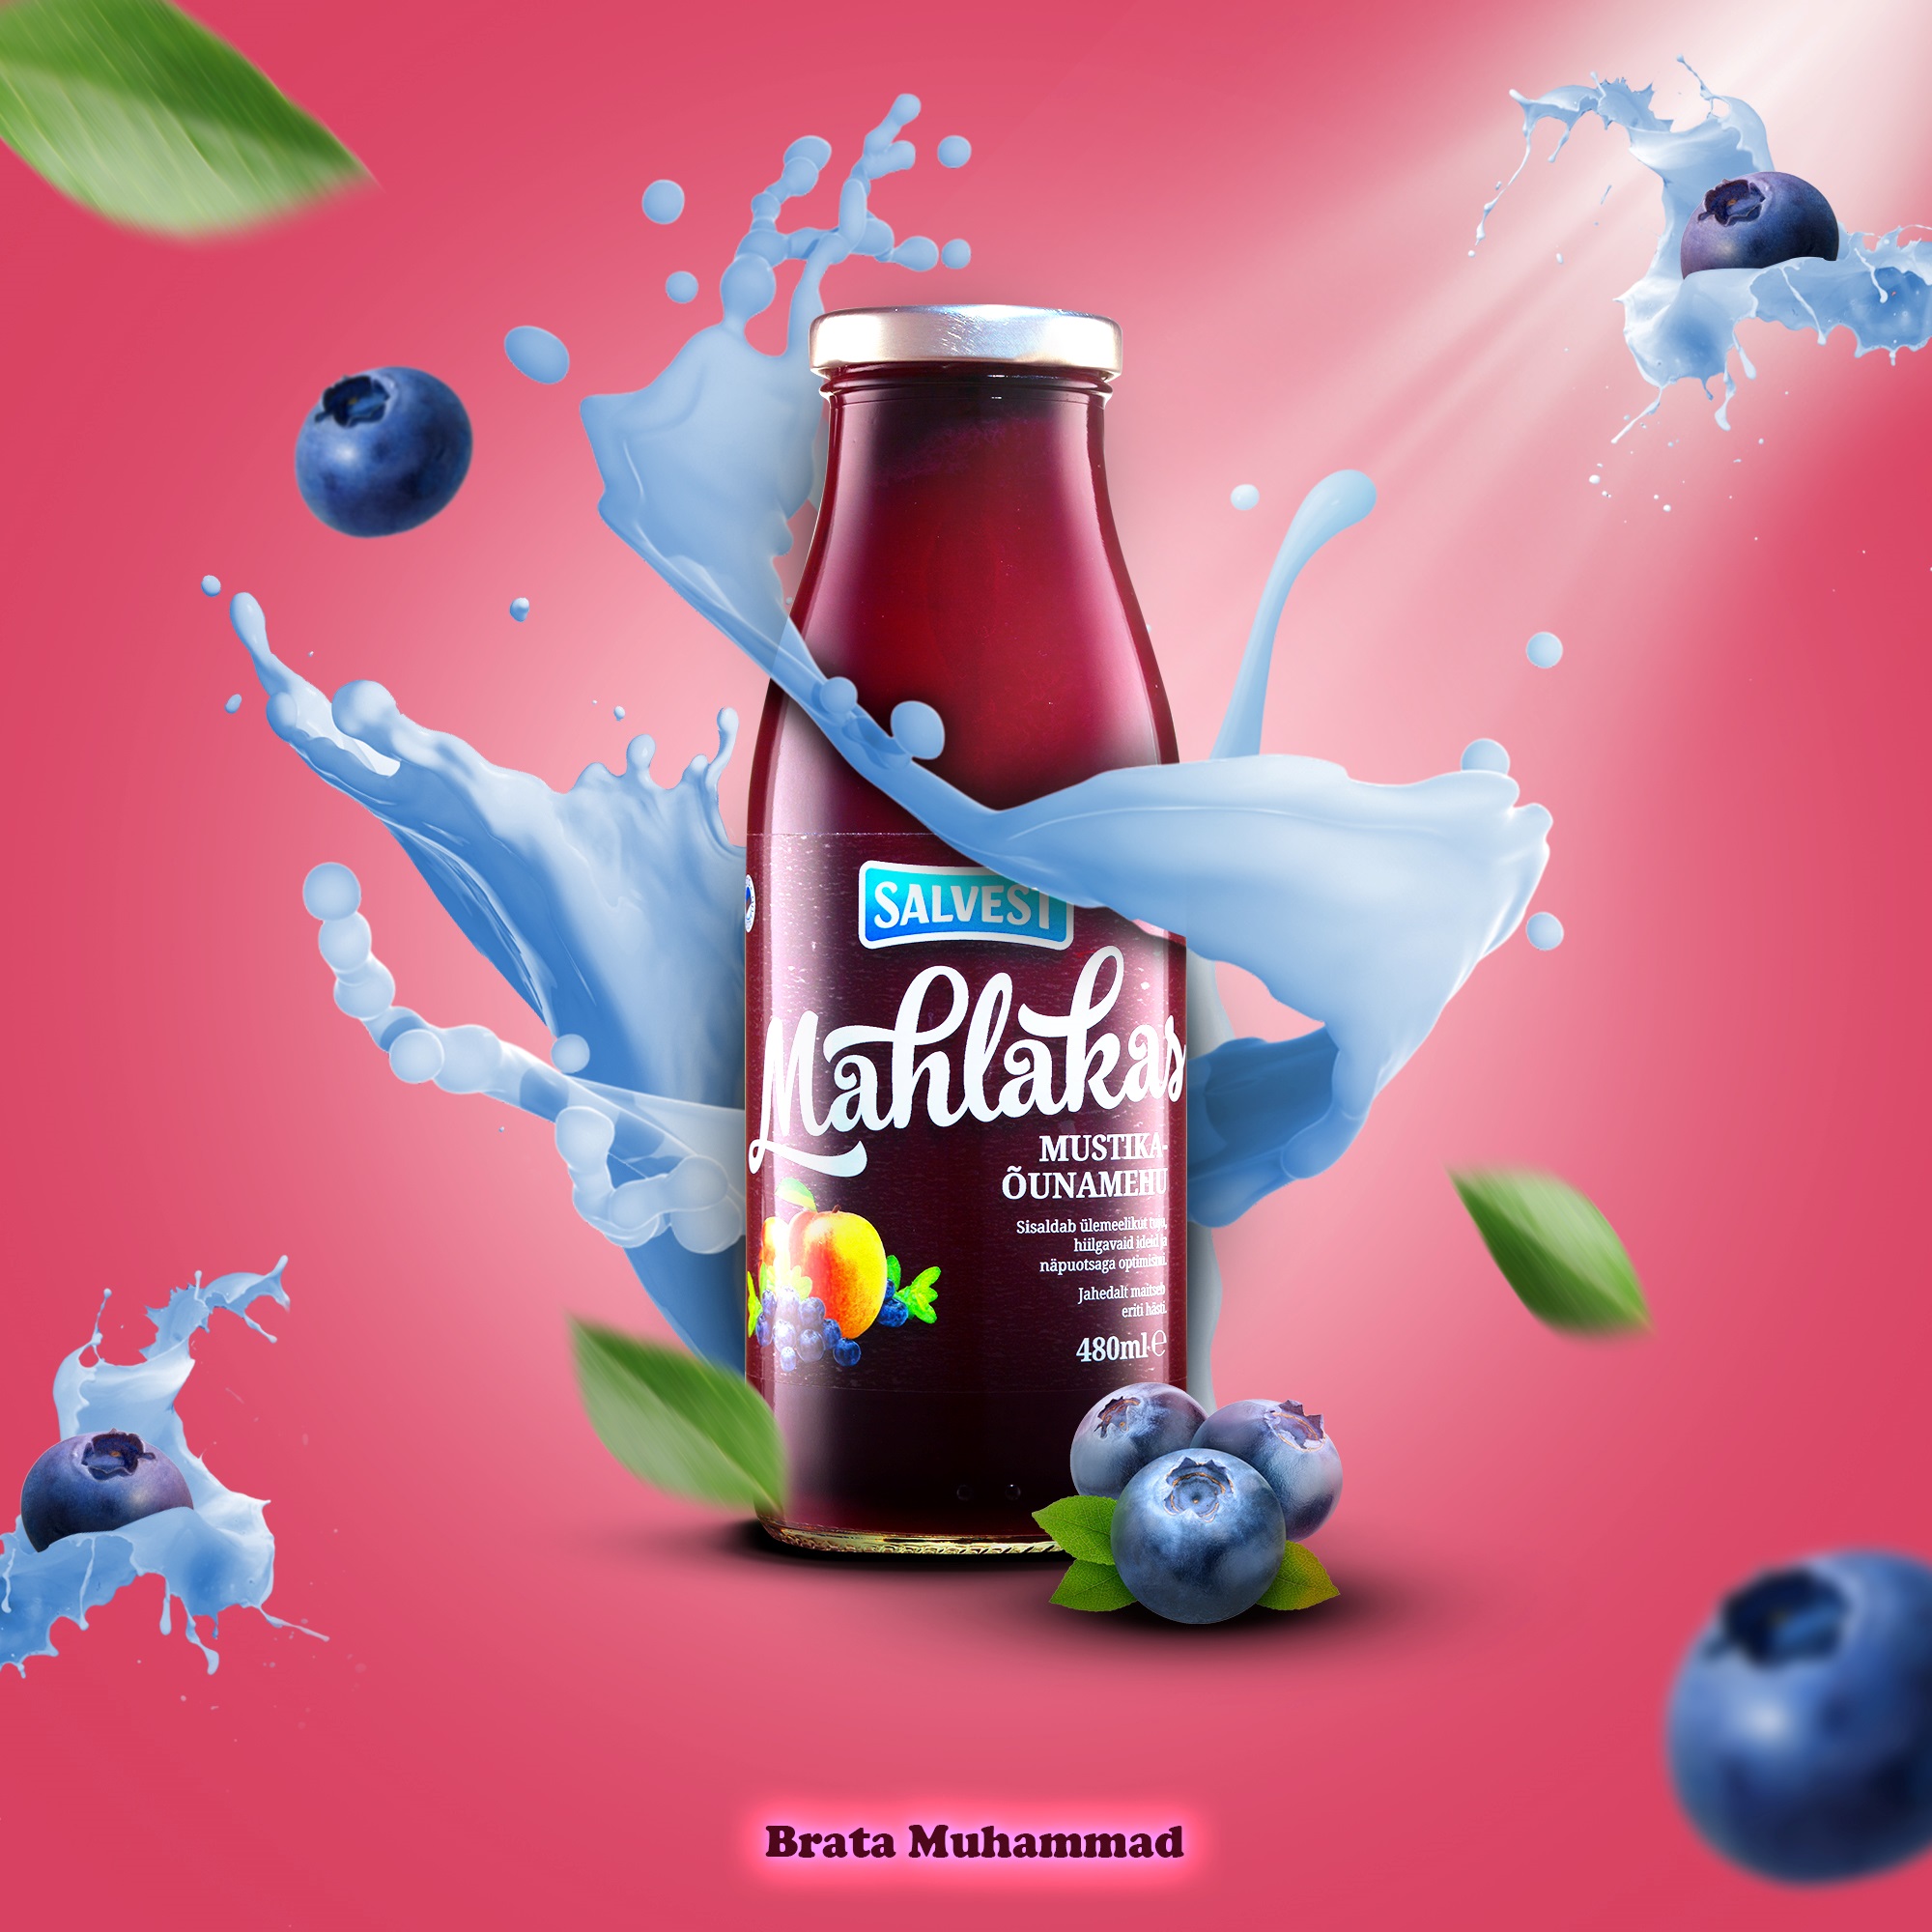 SALVEST
Mahlakas
MUSTIKA-
ÕUNAMEHU
Sisaldab ülemeelikut tuju,
hiilgavaid ideid ja
näpuotsaga optimismi.
Jahedalt maitseb
eriti hästi.
480ml e
Brata Muhammad